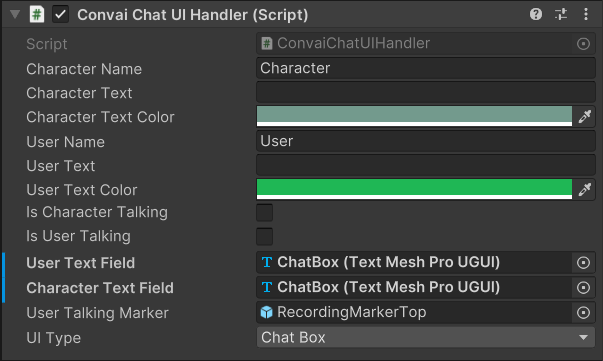 # Convai Chat UI Handler (Script)
Script # ConvaiChatUIHandler
Character Name Character
Character Text
Character Text Color
User Name User
User Text
User Text Color
Is Character Talking
Is User Talking
User Text Field T ChatBox (Text Mesh Pro UGUI)
Character Text Field T ChatBox (Text Mesh Pro UGUI)
User Talking Marker RecordingMarkerTop
UI Type Chat Box